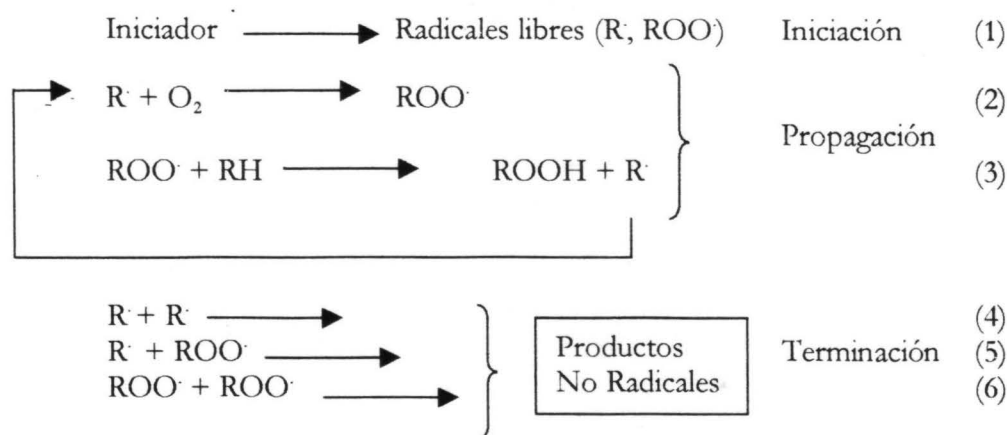 Iniciador Radicales libres (R·, ROO·) Iniciación (1)
R· + O₂ ROO· (2)
Propagación
ROO· + RH ROOH + R· (3)
R· + R· (4)
R· + ROO· Productos Terminación (5)
ROO· + ROO· No Radicales (6)